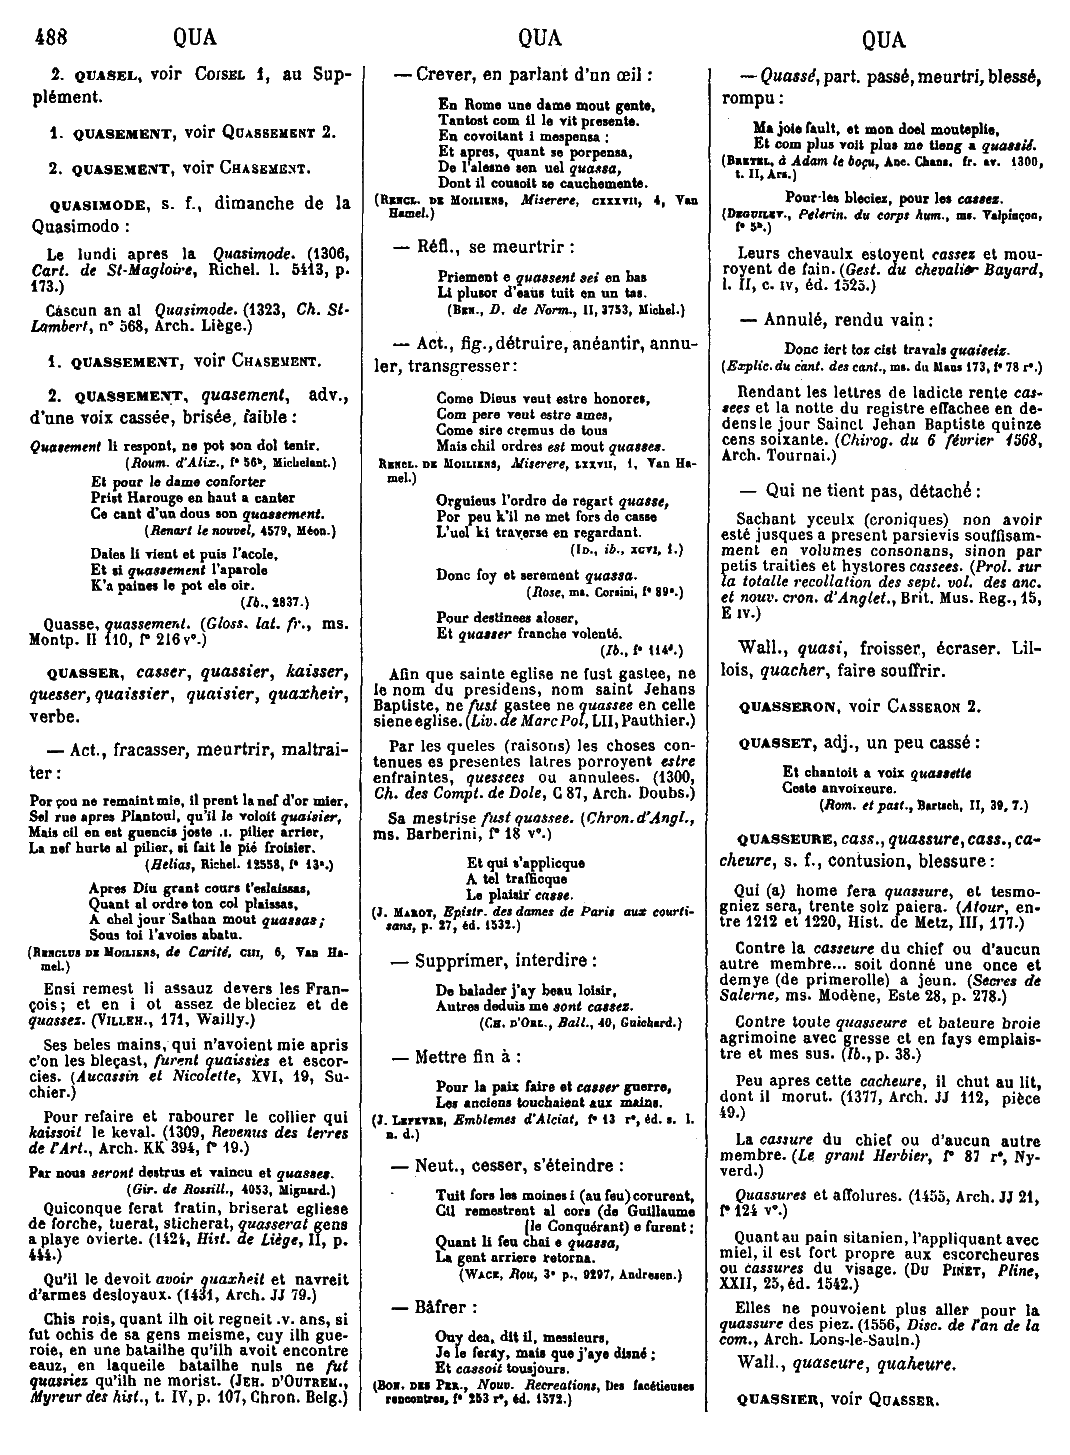 488 QUA QUA QUA
2. QUASEL, voir COISEL 1, au Sup-
plément.
1. QUASEMENT, voir QUASSEMENT 2.
2. QUASEMENT, voir CHASEMENT.
QUASIMODE, s. f., dimanche de la
Quasimodo :
Le lundi apres la Quasimode. (1306,
Cart. de St-Magloire, Richel. l. 5413, p.
173.)
Cascun an al Quasimode. (1323, Ch. St-
Lambert, n° 568, Arch. Liège.)
1. QUASSEMENT, voir CHASEMENT.
2. QUASSEMENT, quasement, adv.,
d'une voix cassée, brisée, faible :
Quasement li respont, ne pot son dol tenir.
(Roum. d'Alix., f° 56ᵇ, Michelant.)
Et pour le dame conforter
Prist Harouge en haut a canter
Ce cant d'un dous son quassement.
(Renart le nouvel, 4579, Méon.)
Dales li vient et puis l'acole,
Et si quassement l'aparole
K'a paines le pot ele oir.
(Ib., 2837.)
Quasse, quassement. (Gloss. lat. fr., ms.
Montp. II 110, f° 216 v°.)
QUASSER, casser, quassier, kaisser,
quesser, quaissier, quaisier, quaxheir,
verbe.
— Act., fracasser, meurtrir, maltrai-
ter :
Por çou ne remaint mie, il prent la nef d'or mier,
Sel rue apres Plantoul, qu'il le voloit quaisier,
Mais cil en est guencis joste .I. pilier arrier,
La nef hurte al pilier, si fait le pié froisier.
(Helias, Richel. 12558, f° 13ᵃ.)
Apres Diu grant cours t'eslaissas,
Quant al ordre ton col plaissas,
A chel jour Sathan mout quassas ;
Sous toi l'avoies abatu.
(RENCLUS DE MOILIENS, de Carité, CIII, 6, Van Ha-
mel.)
Ensi remest li assauz devers les Fran-
çois ; et en i ot assez de bleciez et de
quassez. (VILLEH., 171, Wailly.)
Ses beles mains, qui n'avoient mie apris
c'on les bleçast, furent quaissies et escor-
cies. (Aucassin et Nicolette, XVI, 19, Su-
chier.)
Pour refaire et rabourer le collier qui
kaissoit le keval. (1309, Revenus des terres
de l'Art., Arch. KK 394, f° 19.)
Par nous seront destrus et vaincu et quasses.
(Gir. de Rossill., 4053, Mignard.)
Quiconque ferat fratin, briserat egliese
de forche, tuerat, sticherat, quasserat gens
a playe ovierte. (1424, Hist. de Liège, II, p.
444.)
Qu'il le devoit avoir quaxheit et navreit
d'armes desloyaux. (1431, Arch. JJ 79.)
Chis rois, quant ilh oit regneit .v. ans, si
fut ochis de sa gens meisme, cuy ilh gue-
roie, en une batailhe qu'ilh avoit encontre
eauz, en laqueile batailhe nuls ne fut
quassiez qu'ilh ne morist. (JEH. D'OUTREM.,
Myreur des hist., t. IV, p. 107, Chron. Belg.)
— Crever, en parlant d'un œil :
En Rome une dame mout gente,
Tantost com il le vit presente.
En covoitant i mespensa :
Et apres, quant se porpensa,
De l'alesne sen uel quassa,
Dont il cousoit se cauchemente.
(RENCL. DE MOILIENS, Miserere, CXXXVII, 4, Van
Hamel.)
— Réfl., se meurtrir :
Priement e quassent sei en bas
Li plusor d'eaus tuit en un tas.
(BEN., D. de Norm., II, 3753, Michel.)
— Act., fig., détruire, anéantir, annu-
ler, transgresser :
Come Dieus veut estre honores,
Com pere veut estre ames,
Come sire cremus de tous
Mais chil ordres est mout quasses.
RENCL. DE MOILIENS, Miserere, LXXVII, 1, Van Ha-
mel.)
Orguieus l'ordre de regart quasse,
Por peu k'il ne met fors de casse
L'uel ki traverse en regardant.
(ID., ib., XCVI, 1.)
Donc foy et serement quassa.
(Rose, ms. Corsini, f° 89ᵃ.)
Pour destinees aloser,
Et quasser franche volenté.
(Ib., f° 114ᵈ.)
Afin que sainte eglise ne fust gastee, ne
le nom du presidens, nom saint Jehans
Baptiste, ne fust gastee ne quassee en celle
siene eglise. (Liv. de Marc Pol, LII, Pauthier.)
Par les queles (raisons) les choses con-
tenues es presentes latres porroyent estre
enfraintes, quessees ou annulees. (1300,
Ch. des Compt. de Dole, C 87, Arch. Doubs.)
Sa mestrise fust quassee. (Chron. d'Angl.,
ms. Barberini, f° 18 v°.)
Et qui s'applicque
A tel trafficque
Le plaisir casse.
(J. MAROT, Epistr. des dames de Paris aux courti-
sans, p. 27, éd. 1532.)
— Supprimer, interdire :
De balader j'ay beau loisir,
Autres deduis me sont cassez.
(CH. D'ORL., Ball., 40, Guichard.)
— Mettre fin à :
Pour la paix faire et casser guerre,
Les anciens touchaient aux mains.
(J. LEFEVRE, Emblemes d'Alciat, f° 13 r°, éd. s. l.
n. d.)
— Neut., cesser, s'éteindre :
Tuit fors les moines i (au feu) corurent,
Cil remestrent al cors (de Guillaume
[le Conquérant) e furent ;
Quant li feu chai e quassa,
La gent arriere retorna.
(WACE, Rou, 3ᵉ p., 9297, Andresen.)
— Bâfrer :
Ouy dea, dit il, messieurs,
Je le feray, mais que j'aye disné ;
Et cassoit tousjours.
(BON. DES PER., Nouv. Recreations, Des facétieuses
rencontres, f° 253 r°, éd. 1572.)
— Quassé, part. passé, meurtri, blessé,
rompu :
Ma joie fault, et mon doel mouteplie,
Et com plus voit plus me tieng a quassié.
(BRETEL, à Adam le boçu, Anc. Chans. fr. av. 1300,
t. II, Ars.)
Pour les bleciez, pour les cassez.
(DEGUILEV., Pelerin. du corps hum., ms. Valpinçon,
f° 5ᵇ.)
Leurs chevaulx estoyent cassez et mou-
royent de fain. (Gest. du chevalier Bayard,
l. II, c. IV, éd. 1525.)
— Annulé, rendu vain :
Donc iert toz cist travals quaiseiz.
(Explic. du cant. des cant., ms. du Mans 173, f° 78 r°.)
Rendant les lettres de ladicte rente cas-
sees et la notte du registre effachee en de-
dens le jour Sainct Jehan Baptiste quinze
cens soixante. (Chirog. du 6 février 1568,
Arch. Tournai.)
— Qui ne tient pas, détaché :
Sachant yceulx (croniques) non avoir
esté jusques a present parsievis souffisam-
ment en volumes consonans, sinon par
petis traities et hystores cassees. (Prol. sur
la totalle recollation des sept. vol. des anc.
et nouv. cron. d'Anglet., Brit. Mus. Reg., 15,
E IV.)
Wall., quasi, froisser, écraser. Lil-
lois, quacher, faire souffrir.
QUASSERON, voir CASSERON 2.
QUASSET, adj., un peu cassé :
Et chantoit a voix quassette
Ceste anvoixeure.
(Rom. et past., Bartsch, II, 39, 7.)
QUASSEURE, cass., quassure, cass., ca-
cheure, s. f., contusion, blessure :
Qui (a) home fera quassure, et tesmo-
gniez sera, trente solz paiera. (Atour, en-
tre 1212 et 1220, Hist. de Metz, III, 177.)
Contre la casseure du chief ou d'aucun
autre membre... soit donné une once et
demye (de primerolle) a jeun. (Secres de
Salerne, ms. Modène, Este 28, p. 278.)
Contre toute quasseure et bateure broie
agrimoine avec gresse et en fays emplais-
tre et mes sus. (Ib., p. 38.)
Peu apres cette cacheure, il chut au lit,
dont il morut. (1377, Arch. JJ 112, pièce
49.)
La cassure du chief ou d'aucun autre
membre. (Le grant Herbier, f° 87 r°, Ny-
verd.)
Quassures et affolures. (1455, Arch. JJ 21,
f° 124 v°.)
Quant au pain sitanien, l'appliquant avec
miel, il est fort propre aux escorcheures
ou cassures du visage. (DU PINET, Pline,
XXII, 25, éd. 1542.)
Elles ne pouvoient plus aller pour la
quassure des piez. (1556, Disc. de l'an de la
com., Arch. Lons-le-Sauln.)
Wall., quaseure, quaheure.
QUASSIER, voir QUASSER.